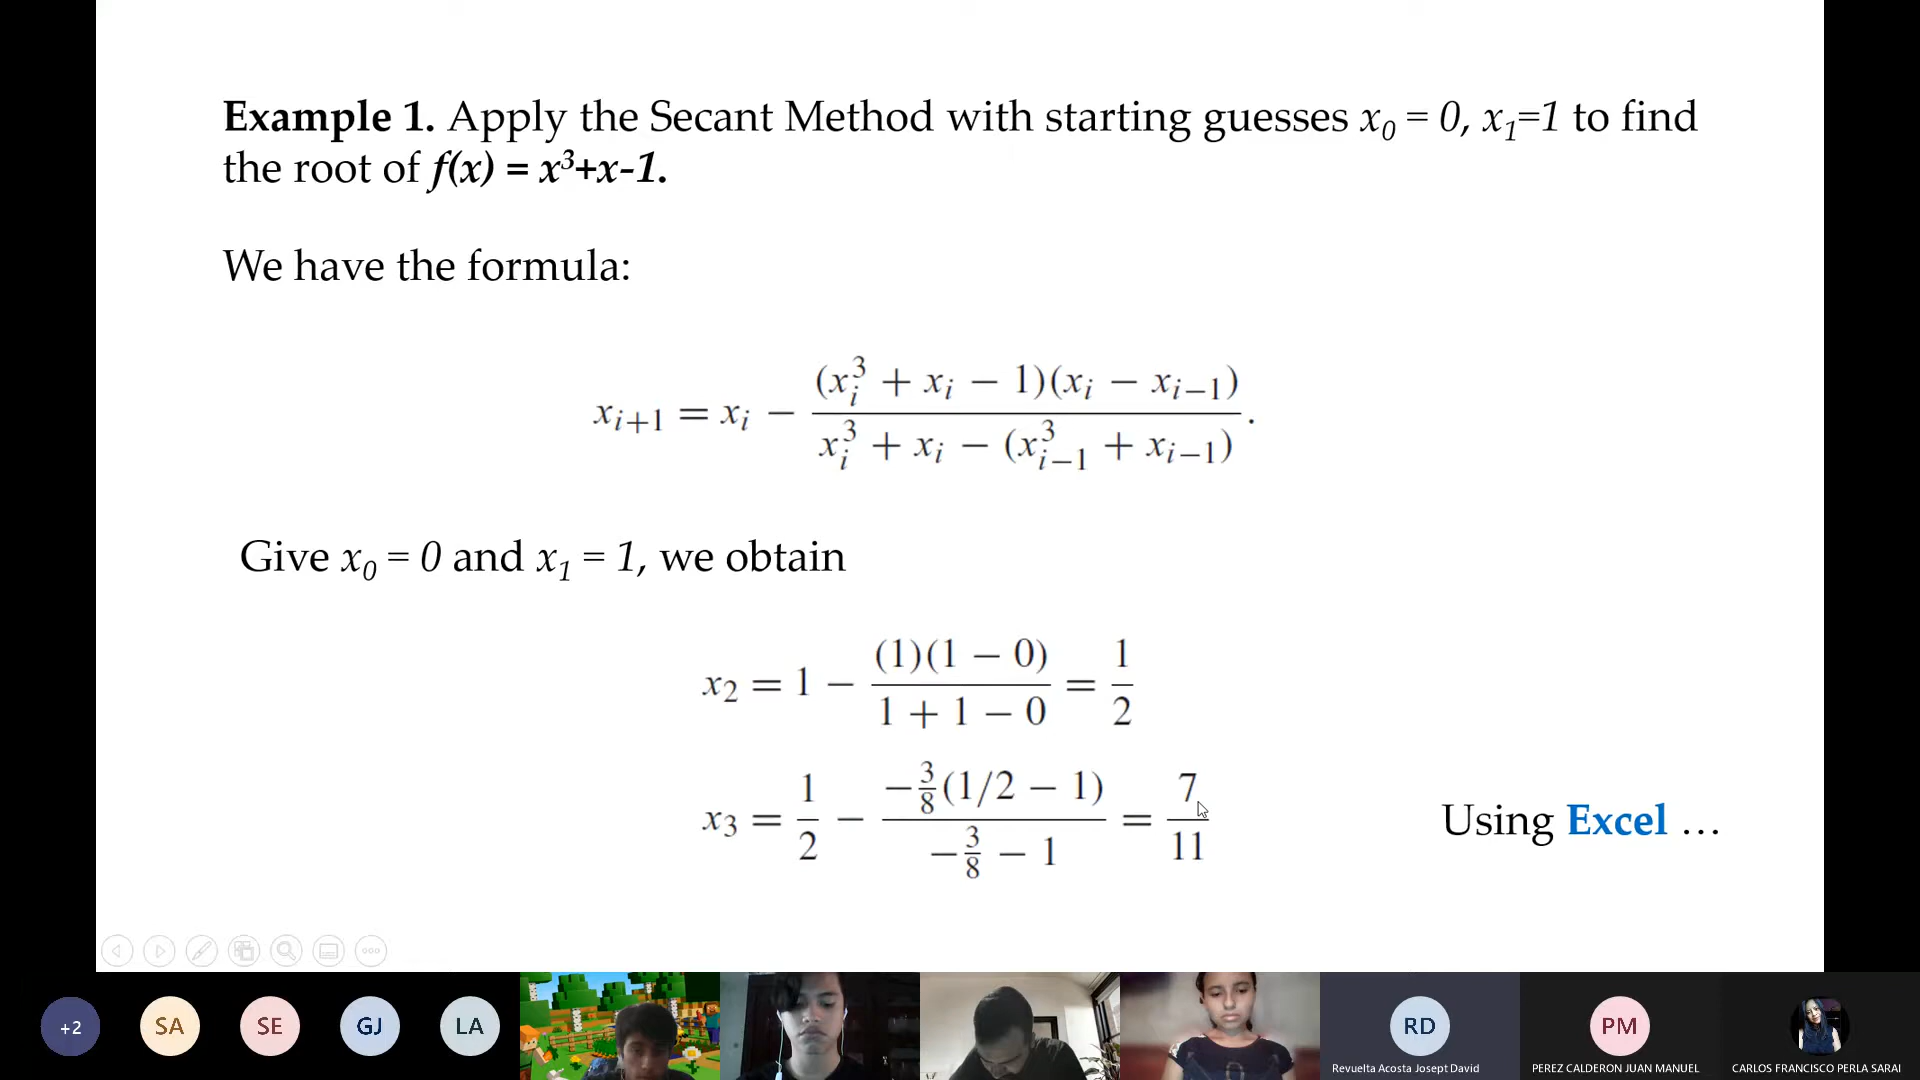 Example 1. Apply the Secant Method with starting guesses x₀ = 0, x₁=1 to find
the root of f(x) = x³+x-1.
We have the formula:
xᵢ₊₁ = xᵢ − (xᵢ³ + xᵢ − 1)(xᵢ − xᵢ₋₁) / xᵢ³ + xᵢ − (xᵢ₋₁³ + xᵢ₋₁) .
Give x₀ = 0 and x₁ = 1, we obtain
x₂ = 1 − (1)(1 − 0) / 1 + 1 − 0 = 1/2
x₃ = 1/2 − −3/8(1/2 − 1) / −3/8 − 1 = 7/11
Using Excel ...
+2
SA
SE
GJ
LA
RD
PM
Revuelta Acosta Josept David
PEREZ CALDERON JUAN MANUEL
CARLOS FRANCISCO PERLA SARAI